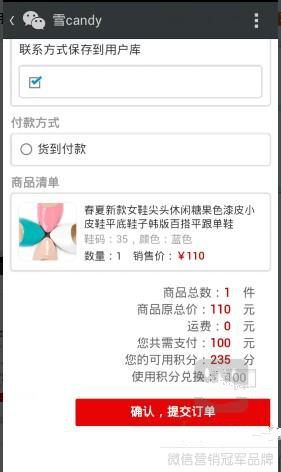 雪candy
联系方式保存到用户库
付款方式
货到付款
商品清单
春夏新款女鞋尖头休闲糖果色漆皮小
皮鞋平底鞋子韩版百搭平跟单鞋
鞋码：35，颜色：蓝色
数量：1 销售价：¥110
商品总数：1 件
商品原总价：110 元
运费：0 元
您共需支付：100 元
您的可用积分：235 分
使用积分兑换：400
确认，提交订单
微信营销冠军品牌